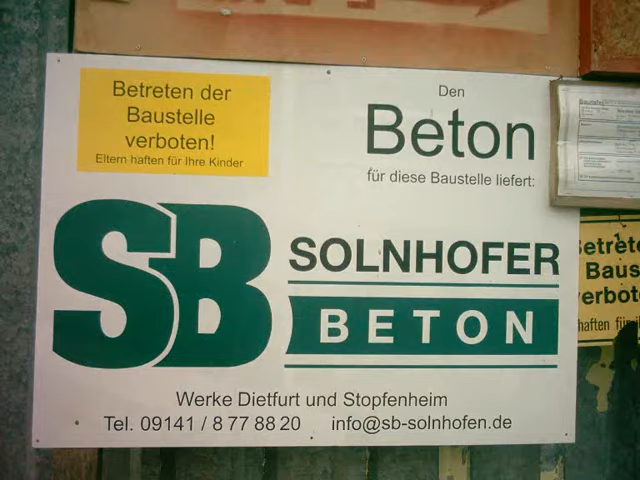 Betreten der
Baustelle
verboten!
Eltern haften für Ihre Kinder
Den
Beton
für diese Baustelle liefert:
SB
SOLNHOFER
BETON
Werke Dietfurt und Stopfenheim
Tel. 09141 / 8 77 88 20 info@sb-solnhofen.de
Betrete
Baus
verbot
haften für